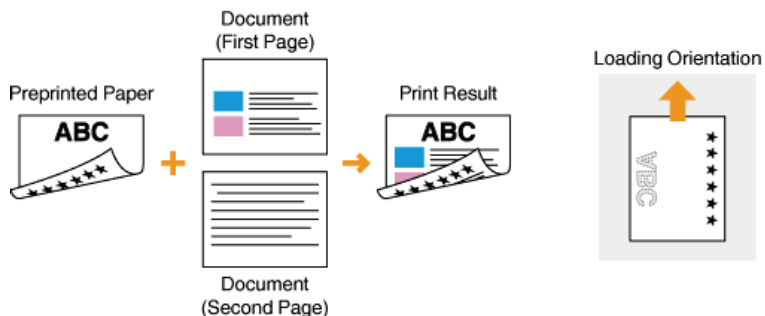 Document
(First Page)
Loading Orientation
Preprinted Paper
Print Result
ABC
ABC
ABC
Document
(Second Page)